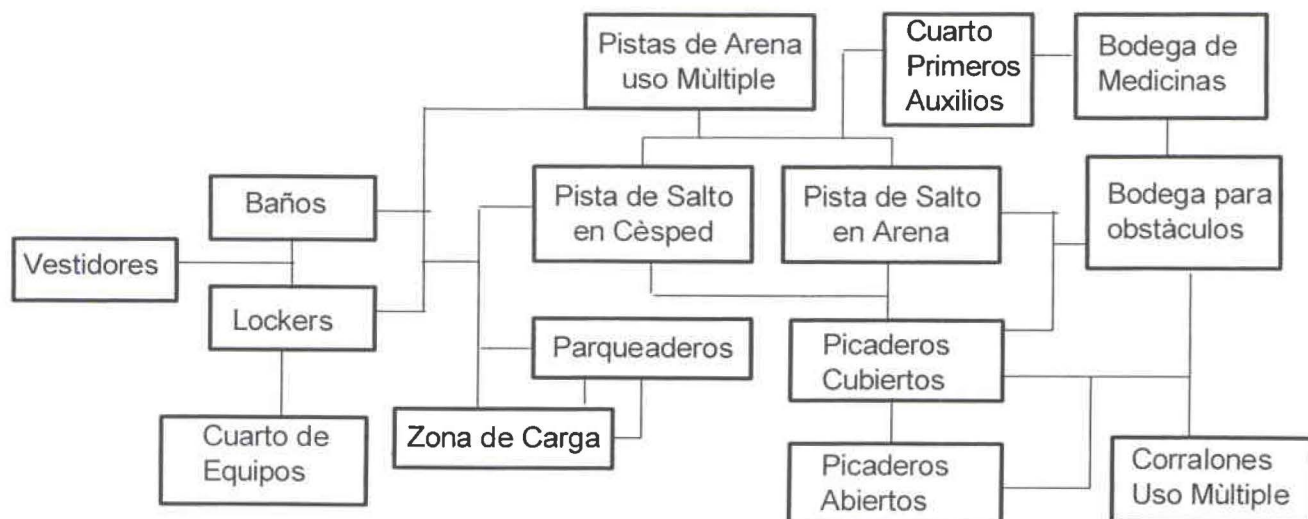 Pistas de Arena
uso Mùltiple
Cuarto
Primeros
Auxilios
Bodega de
Medicinas
Baños
Pista de Salto
en Cèsped
Pista de Salto
en Arena
Bodega para
obstàculos
Vestidores
Lockers
Parqueaderos
Picaderos
Cubiertos
Cuarto de
Equipos
Zona de Carga
Picaderos
Abiertos
Corralones
Uso Mùltiple